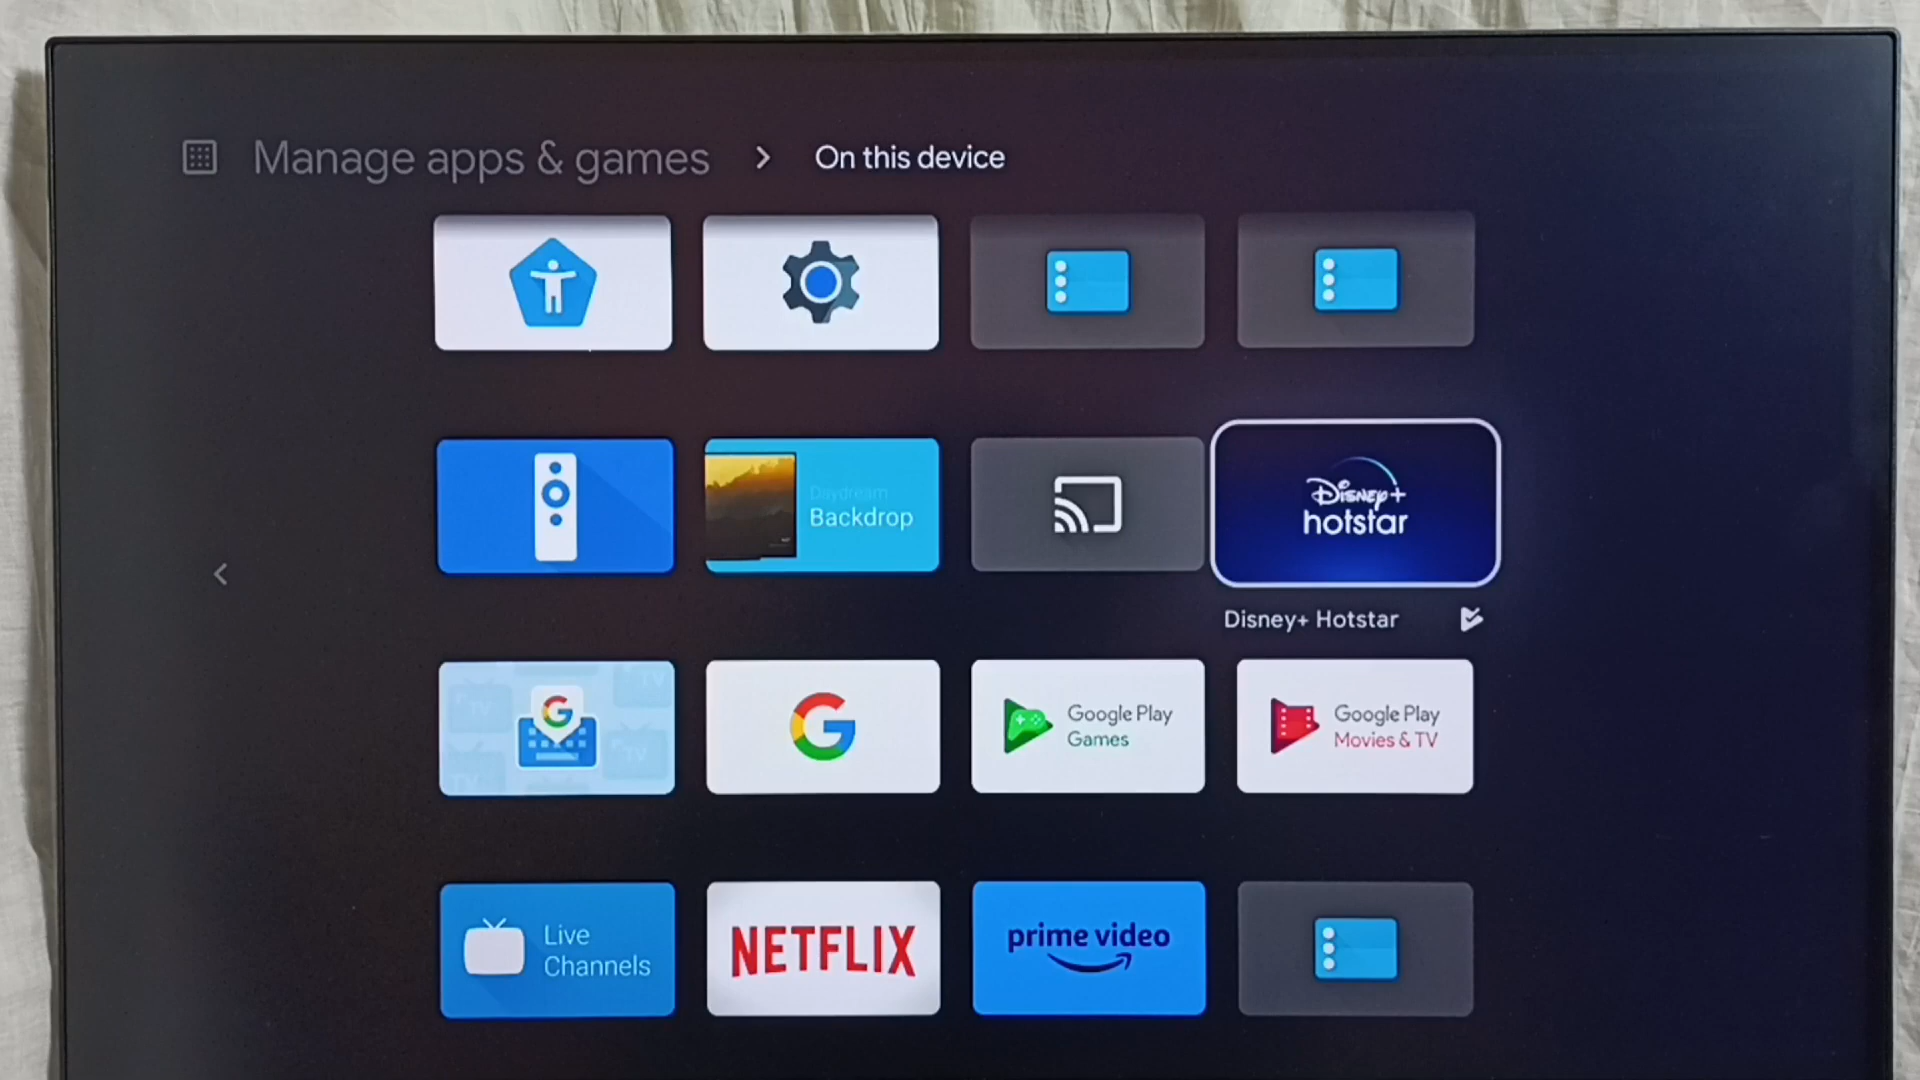 Manage apps & games > On this device
Daydream
Backdrop
Disney+
hotstar
Disney+ Hotstar
G
G
Google Play
Games
Google Play
Movies & TV
Live
Channels
NETFLIX
prime video